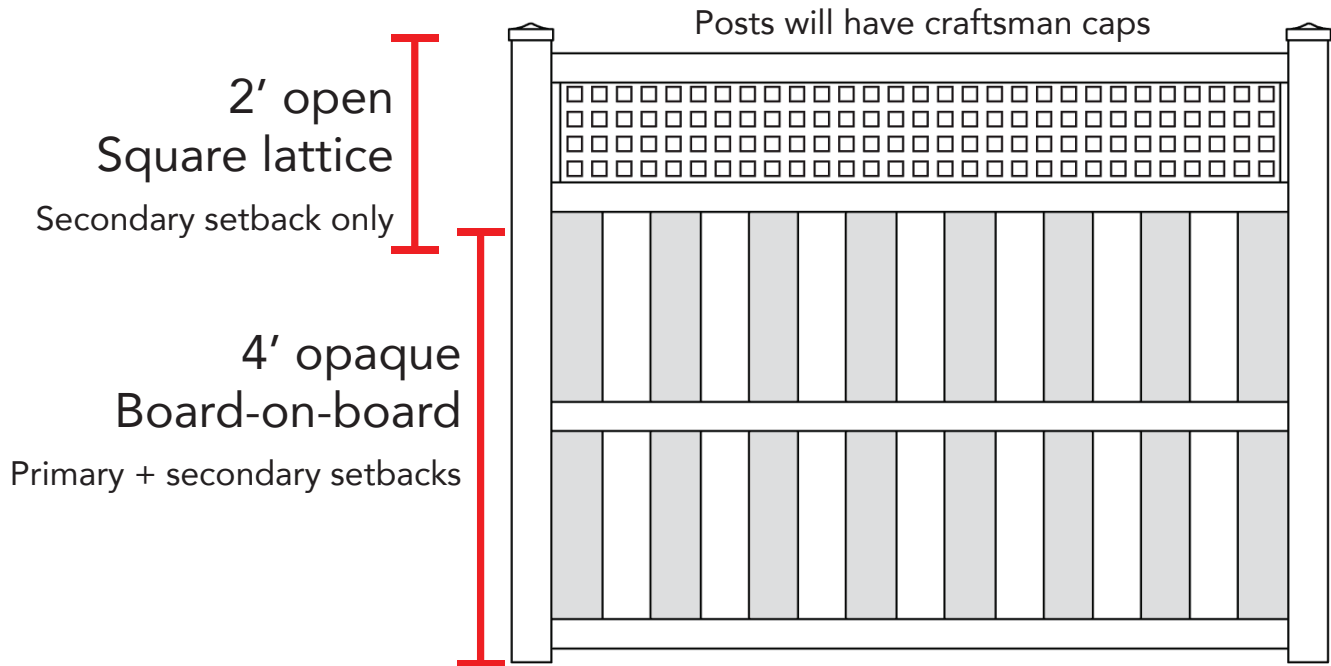 Posts will have craftsman caps
2’ open
Square lattice
Secondary setback only
4’ opaque
Board-on-board
Primary + secondary setbacks